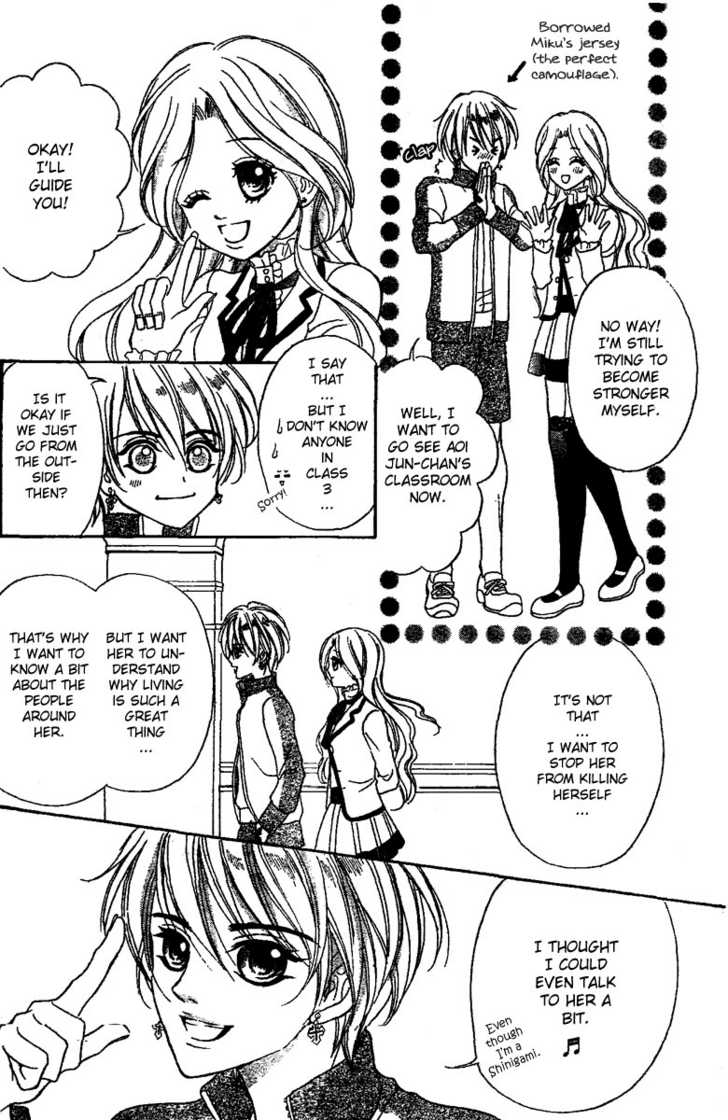 Borrowed
Miku's jersey
(the perfect
camouflage).
clap
NO WAY!
I'M STILL
TRYING TO
BECOME
STRONGER
MYSELF.
WELL, I
WANT TO
GO SEE AOI
JUN-CHAN'S
CLASSROOM
NOW.
OKAY!
I'LL
GUIDE
YOU!
I SAY
THAT
...
BUT I
DON'T KNOW
ANYONE
IN
CLASS
3
...
Sorry!
IS IT
OKAY IF
WE JUST
GO FROM
THE OUT-
SIDE
THEN?
IT'S NOT
THAT
...
I WANT TO
STOP HER
FROM KILLING
HERSELF
...
BUT I WANT
HER TO UN-
DERSTAND
WHY LIVING
IS SUCH A
GREAT
THING
...
THAT'S WHY
I WANT TO
KNOW A BIT
ABOUT THE
PEOPLE
AROUND
HER.
I THOUGHT
I COULD
EVEN TALK
TO HER A
BIT.
♫
Even
though
I'm a
Shinigami.